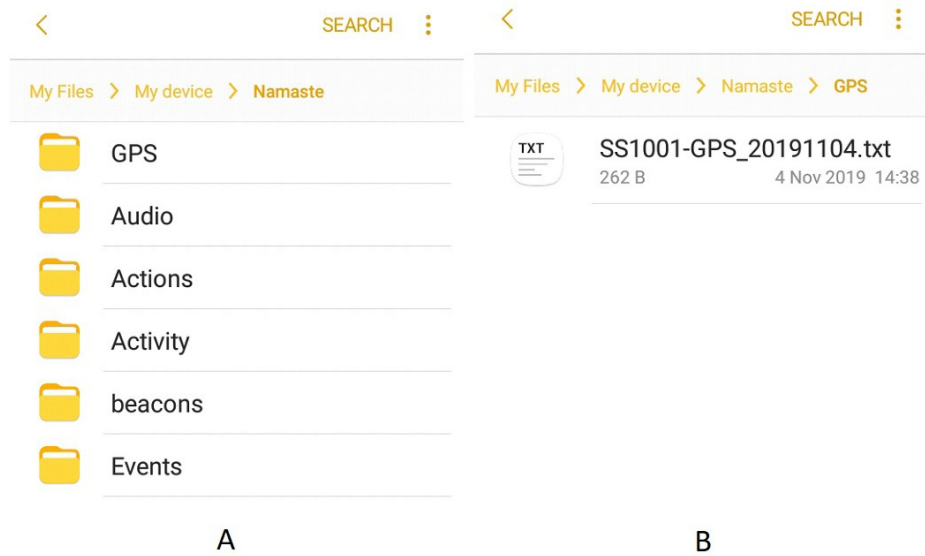 SEARCH
My Files > My device > Namaste
GPS
Audio
Actions
Activity
beacons
Events
A
SEARCH
My Files > My device > Namaste > GPS
TXT
SS1001-GPS_20191104.txt
262 B 4 Nov 2019 14:38
B